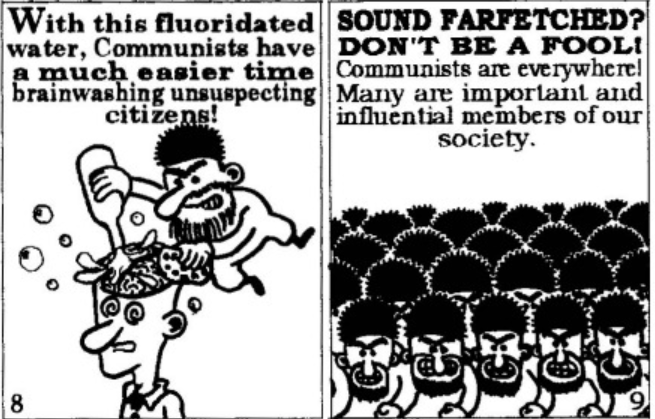 With this fluoridated
water, Communists have
a much easier time
brainwashing unsuspecting
citizens!
8
SOUND FARFETCHED?
DON'T BE A FOOL!
Communists are everywhere!
Many are important and
influential members of our
society.
9